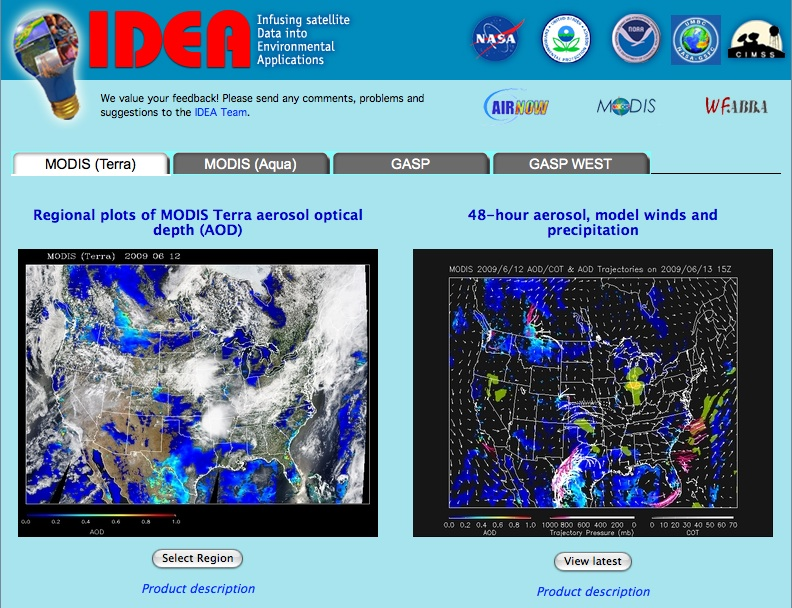 IDEA
Infusing satellite
Data into
Environmental
Applications
NASA
NOAA
UMBC
NASA-GSFC
CIMSS
We value your feedback! Please send any comments, problems and
suggestions to the IDEA Team.
AIRNOW
MODIS
WFABBA
MODIS (Terra)
MODIS (Aqua)
GASP
GASP WEST
Regional plots of MODIS Terra aerosol optical
depth (AOD)
MODIS (Terra) 2009 06 12
0.0 0.2 0.4 0.6 0.8 1.0
AOD
Select Region
Product description
48-hour aerosol, model winds and
precipitation
MODIS 2009/6/12 AOD/COT & AOD Trajectories on 2009/06/13 15Z
0.0 0.2 0.4 0.6 0.8 1.0
AOD
1000 800 600 400 200 0
Trajectory Pressure (mb)
0 10 20 30 40 50 60 70
COT
View latest
Product description